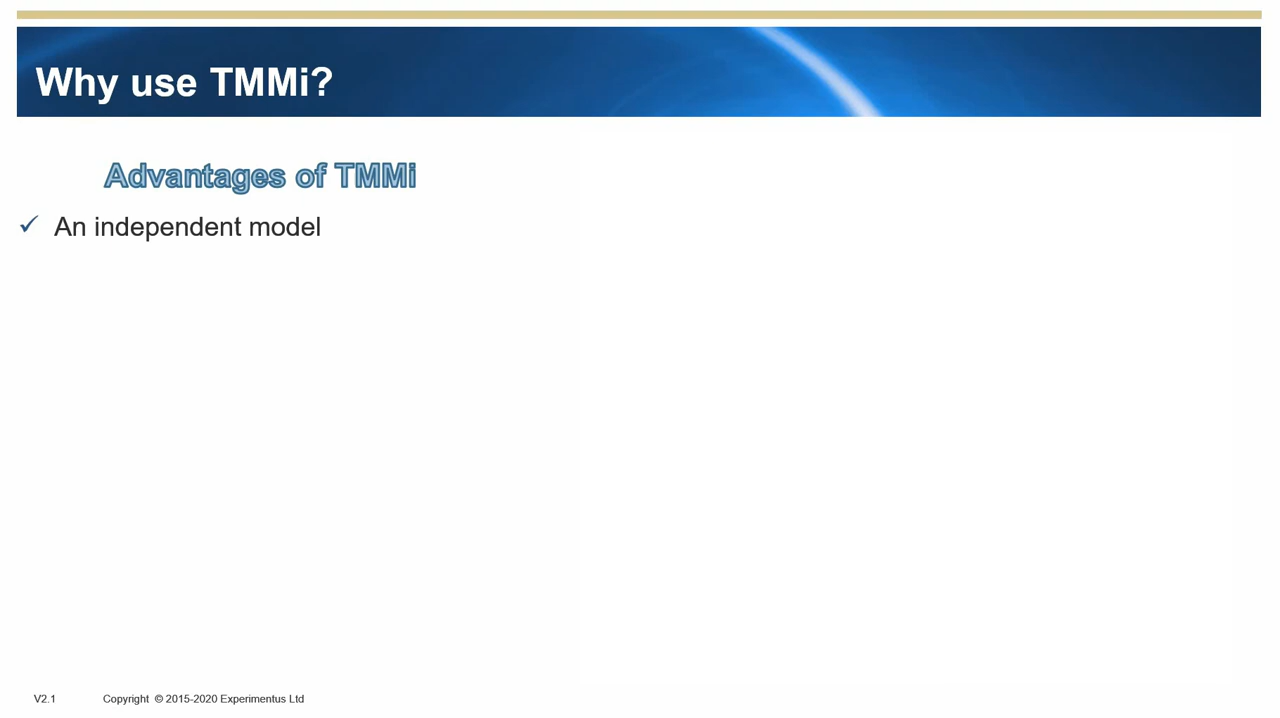 Why use TMMi?
Advantages of TMMi
✓ An independent model
V2.1 Copyright © 2015-2020 Experimentus Ltd